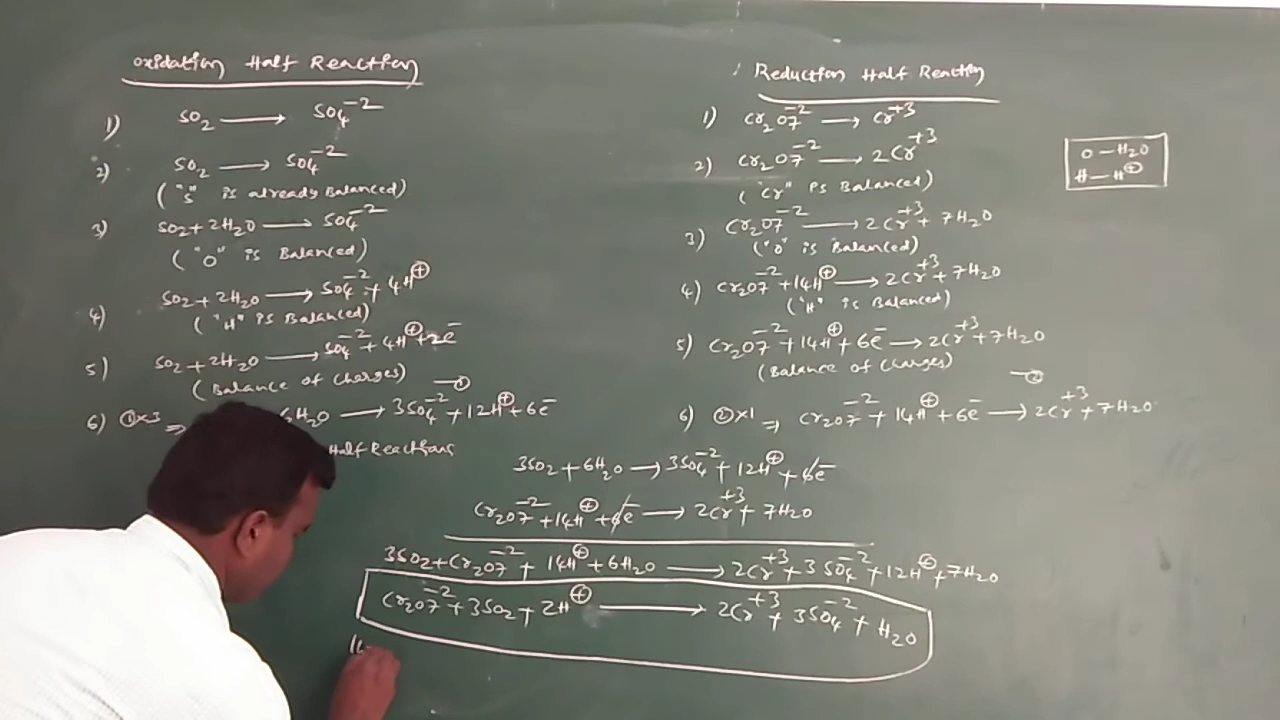 Oxidation Half Reaction
1) SO2 ⟶ SO4^-2
2) SO2 ⟶ SO4^-2
("S" is already Balanced)
3) SO2 + 2H2O ⟶ SO4^-2
("O" is Balanced)
4) SO2 + 2H2O ⟶ SO4^-2 + 4H^⊕
("H" is Balanced)
5) SO2 + 2H2O ⟶ SO4^-2 + 4H^⊕ + 2e^-
(Balance of charges) —①
6) ①×3 ⇒ 6H2O ⟶ 3SO4^-2 + 12H^⊕ + 6e^-
Half Reactions
Reduction Half Reaction
1) Cr2O7^-2 ⟶ Cr^+3
2) Cr2O7^-2 ⟶ 2Cr^+3
("Cr" is Balanced)
3) Cr2O7^-2 ⟶ 2Cr^+3 + 7H2O
("O" is Balanced)
4) Cr2O7^-2 + 14H^⊕ ⟶ 2Cr^+3 + 7H2O
("H" is Balanced)
5) Cr2O7^-2 + 14H^⊕ + 6e^- ⟶ 2Cr^+3 + 7H2O
(Balance of charges) —②
6) ②×1 ⇒ Cr2O7^-2 + 14H^⊕ + 6e^- ⟶ 2Cr^+3 + 7H2O
O — H2O
H — H^⊕
3SO2 + 6H2O ⟶ 3SO4^-2 + 12H^⊕ + 6e^-
Cr2O7^-2 + 14H^⊕ + 6e^- ⟶ 2Cr^+3 + 7H2O
3SO2 + Cr2O7^-2 + 14H^⊕ + 6H2O ⟶ 2Cr^+3 + 3SO4^-2 + 12H^⊕ + 7H2O
Cr2O7^-2 + 3SO2 + 2H^⊕ ⟶ 2Cr^+3 + 3SO4^-2 + H2O